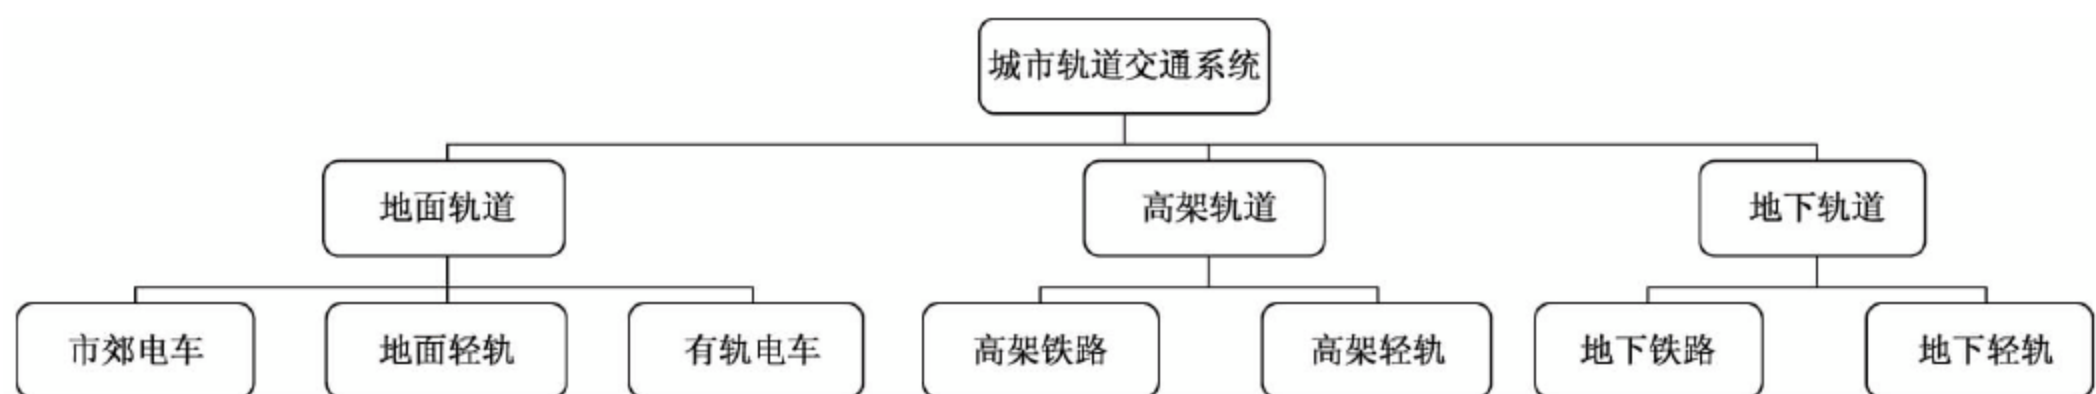 城市轨道交通系统
地面轨道
高架轨道
地下轨道
市郊电车
地面轻轨
有轨电车
高架铁路
高架轻轨
地下铁路
地下轻轨